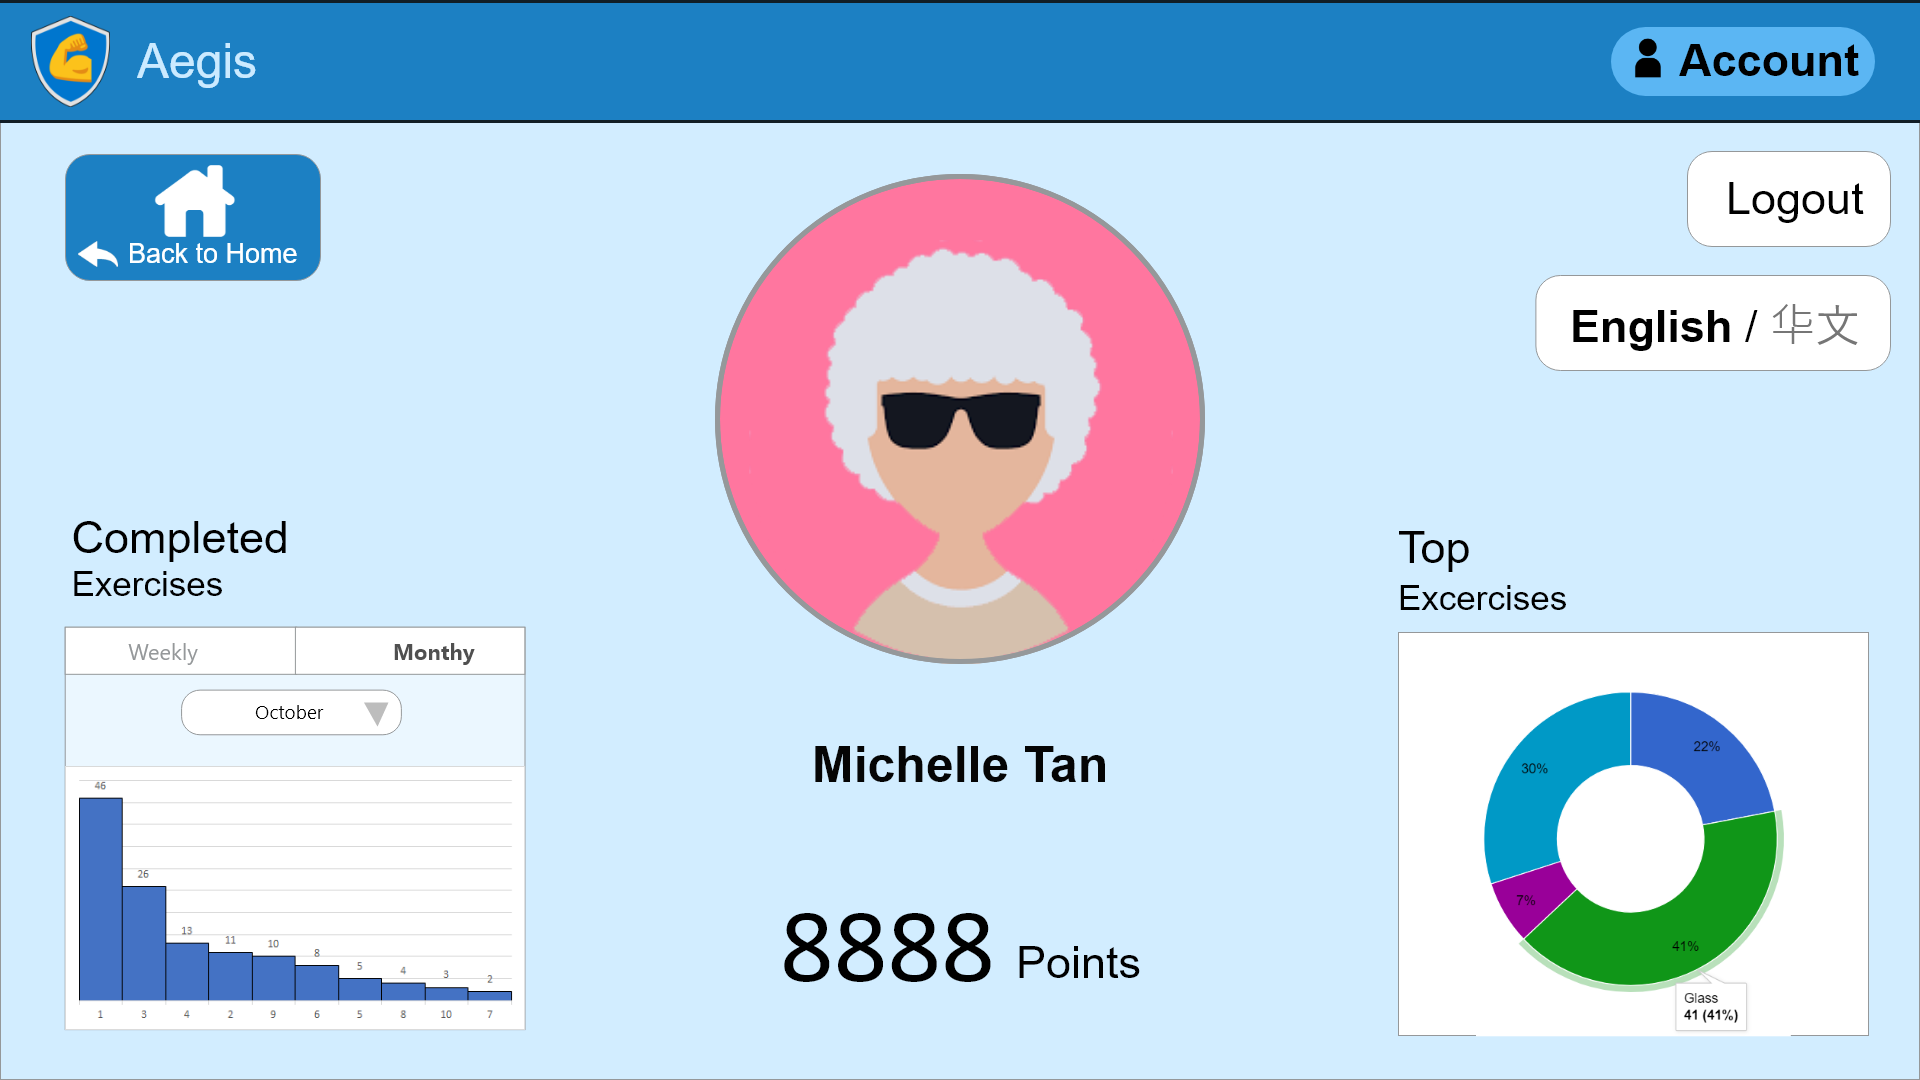 Aegis
Account
Back to Home
Logout
English / 华文
Completed
Exercises
Weekly
Monthy
October
46
26
13
11
10
8
5
4
3
2
1 3 4 2 9 6 5 8 10 7
Michelle Tan
8888 Points
Top
Excercises
22%
30%
7%
41%
Glass
41 (41%)